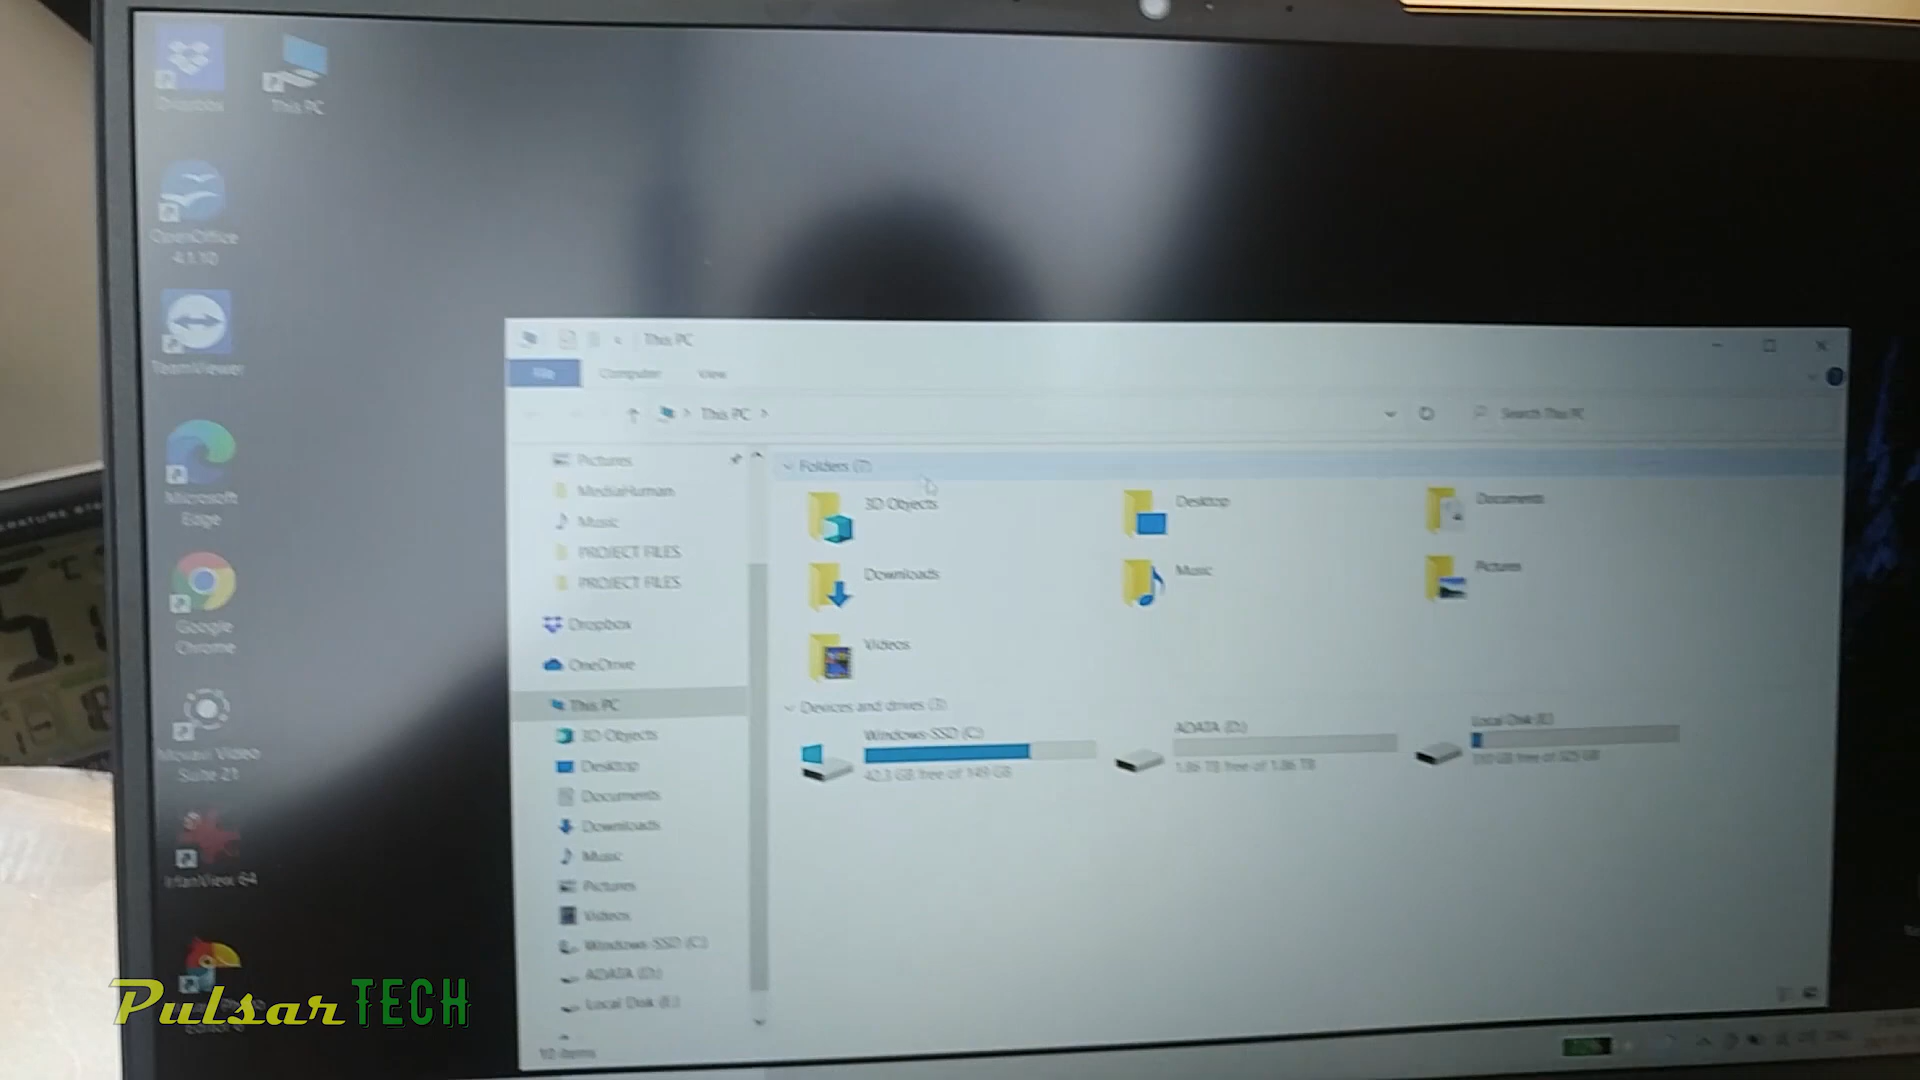 Dropbox
This PC
OpenOffice
4.1.10
TeamViewer
Microsoft
Edge
Google
Chrome
Movavi Video
Suite 21
IrfanView 64
This PC
File
Computer
View
This PC
Search This PC
Pictures
MediaHuman
Music
PROJECT FILES
PROJECT FILES
Dropbox
OneDrive
This PC
3D Objects
Desktop
Documents
Downloads
Music
Pictures
Videos
Windows-SSD (C:)
ADATA (D:)
Local Disk (E:)
10 items
Folders (7)
3D Objects
Desktop
Documents
Downloads
Music
Pictures
Videos
Devices and drives (3)
Windows-SSD (C:)
42.3 GB free of 149 GB
ADATA (D:)
1.86 TB free of 1.86 TB
Local Disk (E:)
GB free of 325 GB
Pulsar TECH